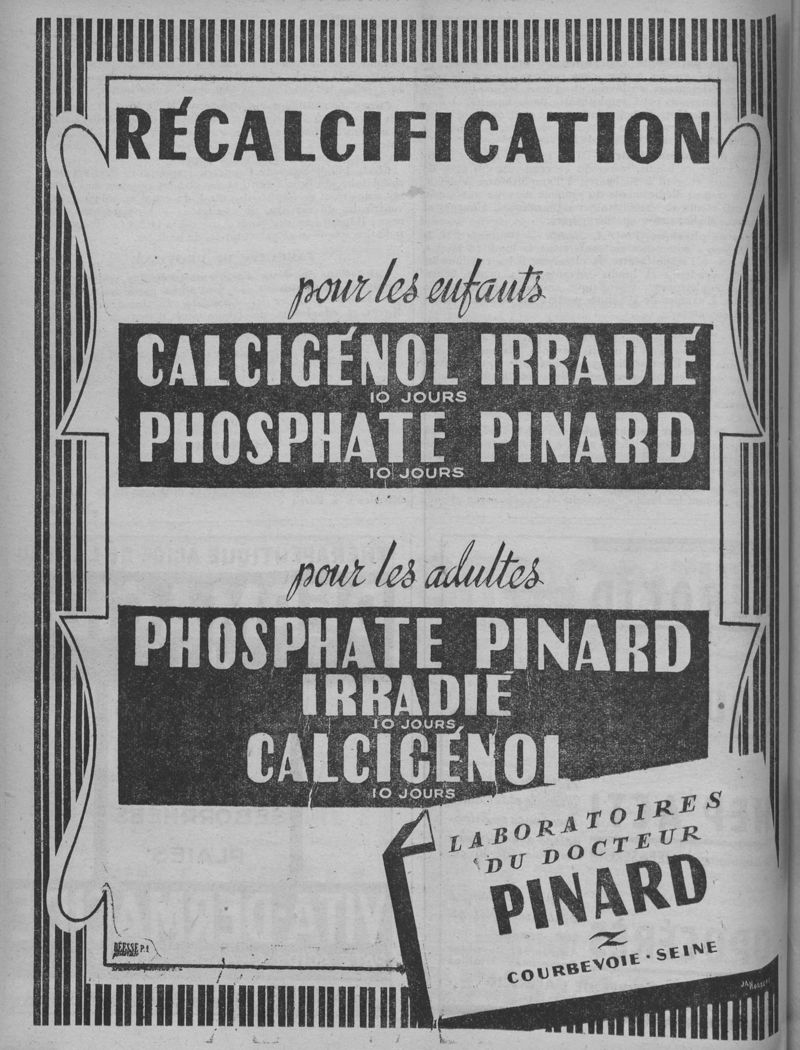 RÉCALCIFICATION
pour les enfants
CALCIGÉNOL IRRADIÉ
10 JOURS
PHOSPHATE PINARD
10 JOURS
pour les adultes
PHOSPHATE PINARD
IRRADIÉ
10 JOURS
CALCIGÉNOL
10 JOURS
LABORATOIRES
DU DOCTEUR
PINARD
COURBEVOIE · SEINE